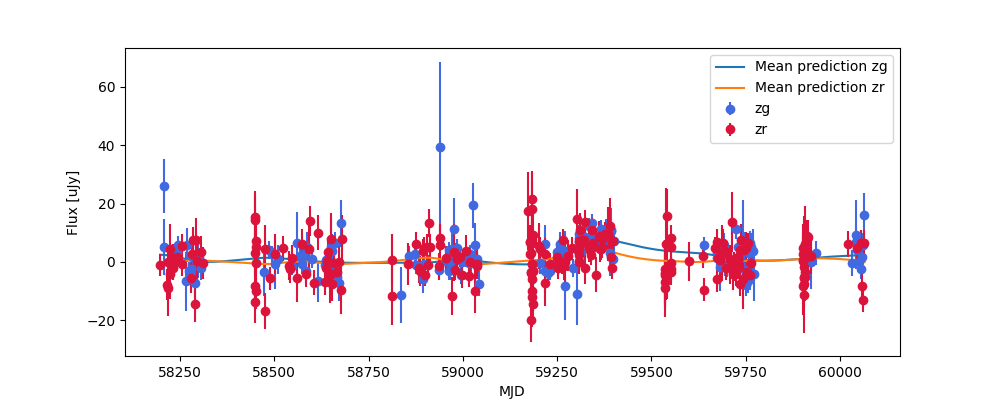 Mean prediction zg
Mean prediction zr
zg
zr
Flux [uJy]
60
40
20
0
−20
58250 58500 58750 59000 59250 59500 59750 60000
MJD